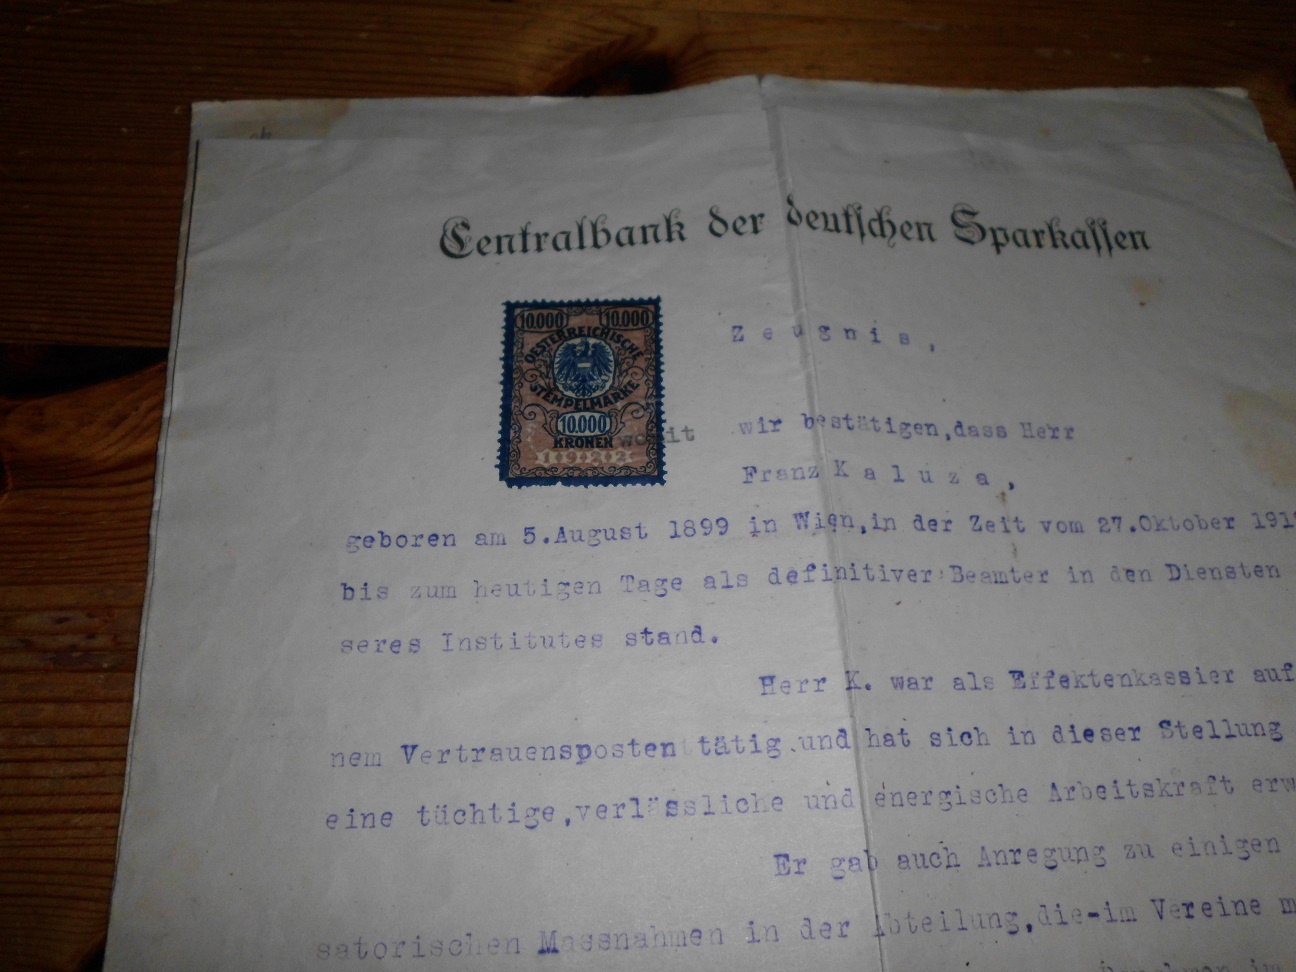 Centralbank der deutschen Sparkassen
10.000 10.000
OESTERREICHISCHE
STEMPELMARKE
10.000
KRONEN
Zeugnis,
womit wir bestätigen,dass Herr
Franz Kaluza,
geboren am 5.August 1899 in Wien,in der Zeit vom 27.Oktober 191
bis zum heutigen Tage als definitiver Beamter in den Diensten
seres Institutes stand.
Herr K. war als Effektenkassier auf
nem Vertrauensposten tätig und hat sich in dieser Stellung
eine tüchtige,verlässliche und energische Arbeitskraft erw
Er gab auch Anregung zu einigen
satorischen Massnahmen in der Abteilung,die-im Vereine m